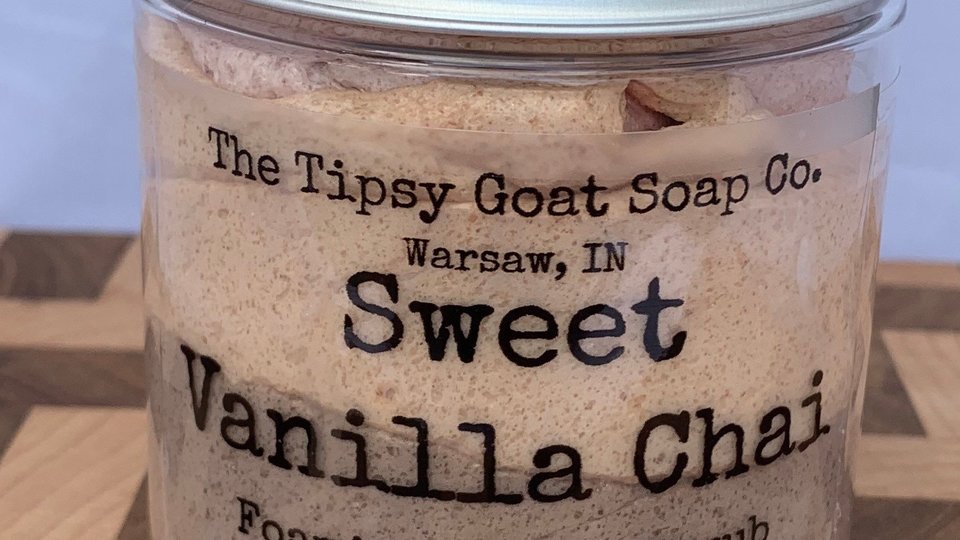 The Tipsy Goat Soap Co.
Warsaw, IN
Sweet
Vanilla Chai